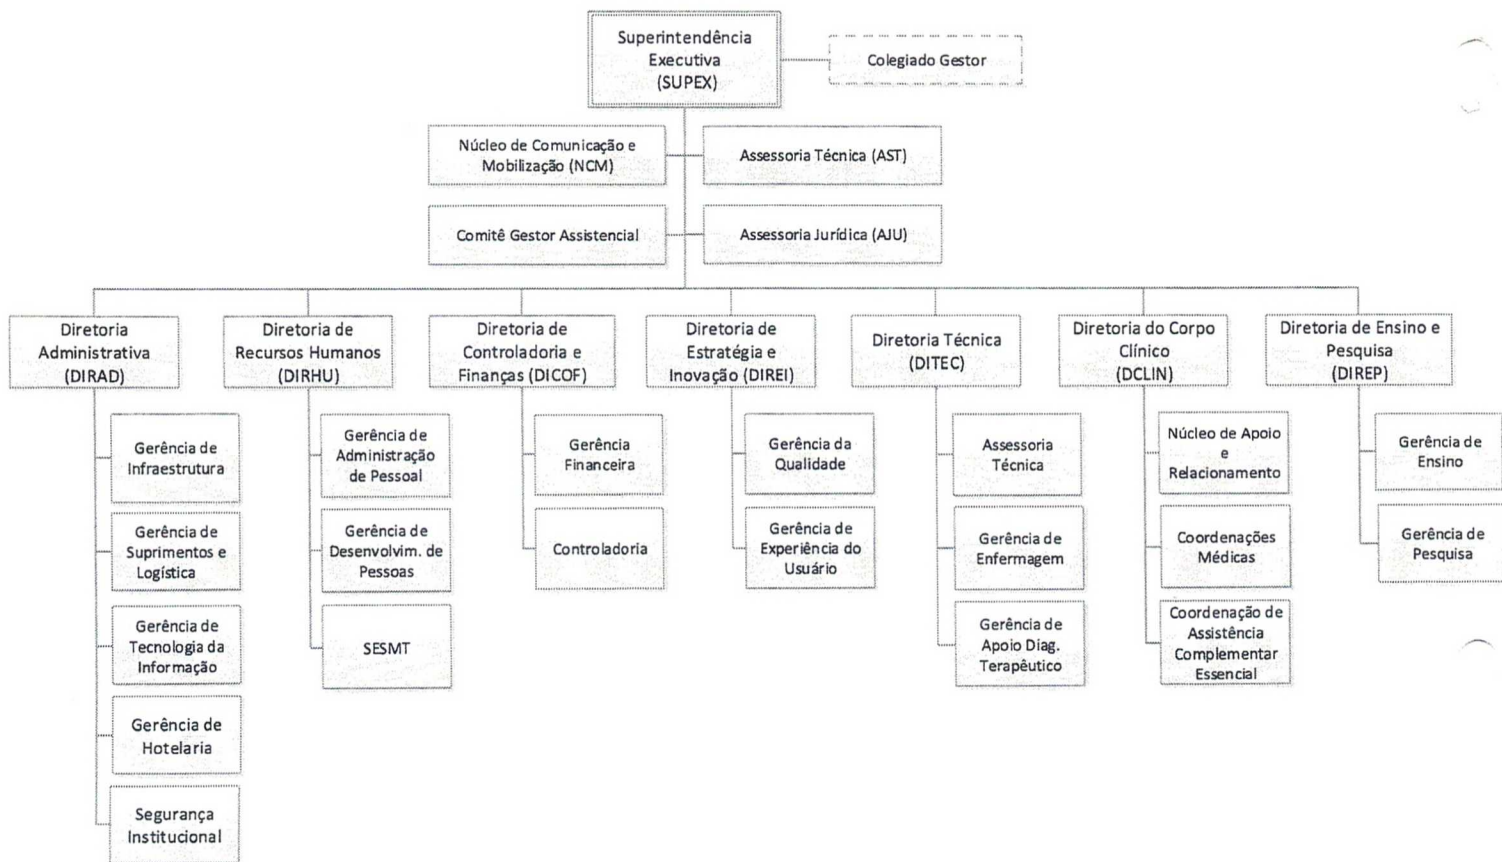 Superintendência
Executiva
(SUPEX)
Colegiado Gestor
Núcleo de Comunicação e
Mobilização (NCM)
Assessoria Técnica (AST)
Comitê Gestor Assistencial
Assessoria Jurídica (AJU)
Diretoria
Administrativa
(DIRAD)
Diretoria de
Recursos Humanos
(DIRHU)
Diretoria de
Controladoria e
Finanças (DICOF)
Diretoria de
Estratégia e
Inovação (DIREI)
Diretoria Técnica
(DITEC)
Diretoria do Corpo
Clínico
(DCLIN)
Diretoria de Ensino e
Pesquisa
(DIREP)
Gerência de
Infraestrutura
Gerência de
Suprimentos e
Logística
Gerência de
Tecnologia da
Informação
Gerência de
Hotelaria
Segurança
Institucional
Gerência de
Administração
de Pessoal
Gerência de
Desenvolvim. de
Pessoas
SESMT
Gerência
Financeira
Controladoria
Gerência da
Qualidade
Gerência de
Experiência do
Usuário
Assessoria
Técnica
Gerência de
Enfermagem
Gerência de
Apoio Diag.
Terapêutico
Núcleo de Apoio
e
Relacionamento
Coordenações
Médicas
Coordenação de
Assistência
Complementar
Essencial
Gerência de
Ensino
Gerência de
Pesquisa